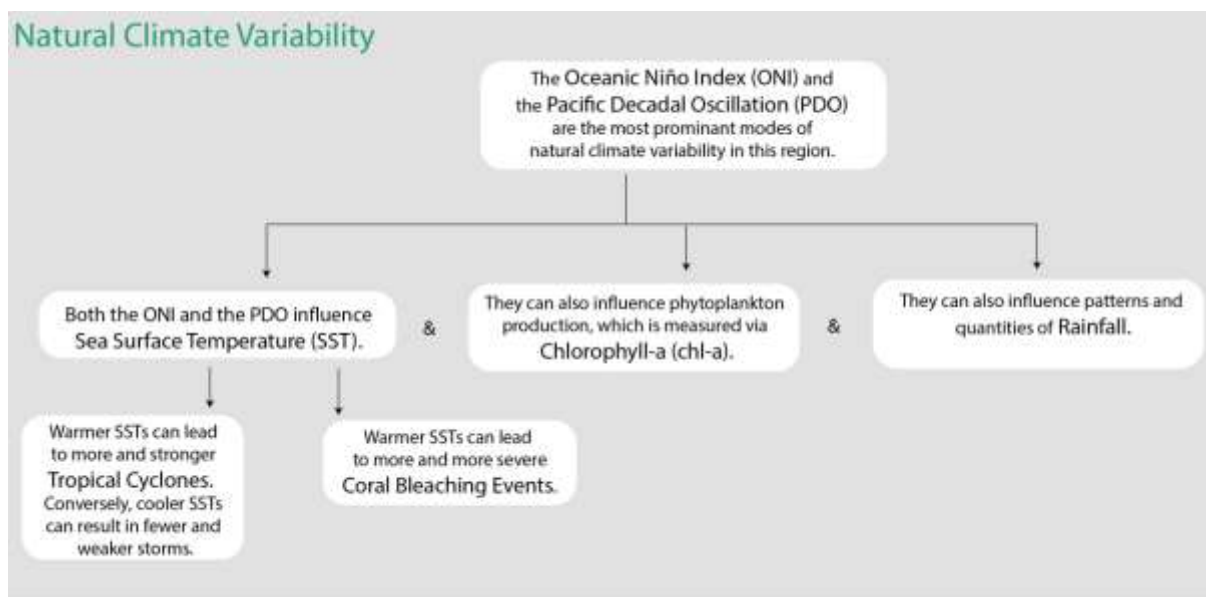 Natural Climate Variability
The Oceanic Niño Index (ONI) and
the Pacific Decadal Oscillation (PDO)
are the most prominant modes of
natural climate variability in this region.
Both the ONI and the PDO influence
Sea Surface Temperature (SST).
&
They can also influence phytoplankton
production, which is measured via
Chlorophyll-a (chl-a).
&
They can also influence patterns and
quantities of Rainfall.
Warmer SSTs can lead
to more and stronger
Tropical Cyclones.
Conversely, cooler SSTs
can result in fewer and
weaker storms.
Warmer SSTs can lead
to more and more severe
Coral Bleaching Events.